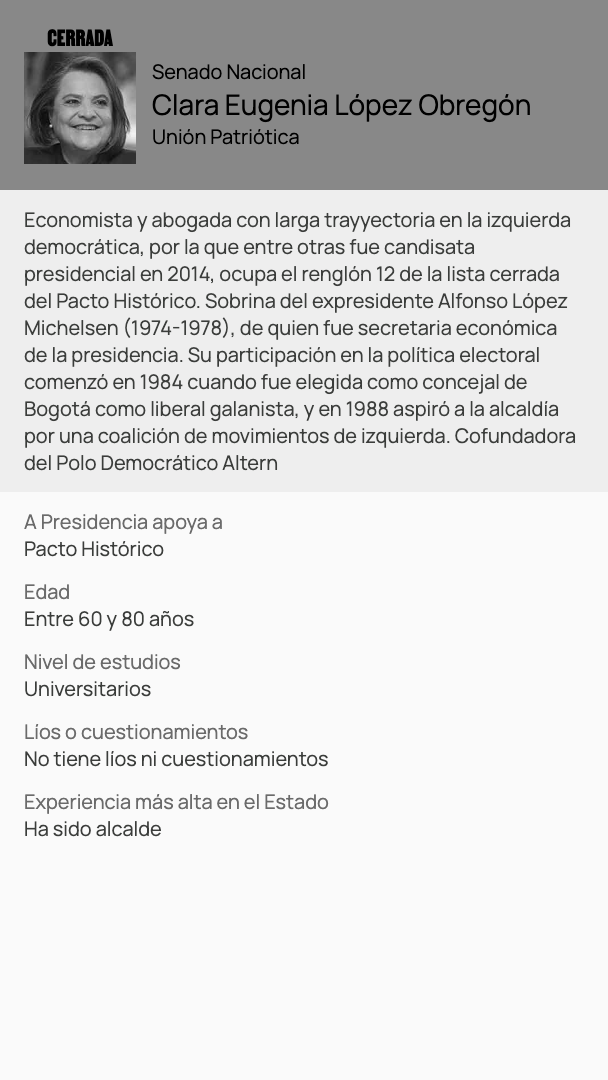 CERRADA
Senado Nacional
Clara Eugenia López Obregón
Unión Patriótica
Economista y abogada con larga trayyectoria en la izquierda
democrática, por la que entre otras fue candisata
presidencial en 2014, ocupa el renglón 12 de la lista cerrada
del Pacto Histórico. Sobrina del expresidente Alfonso López
Michelsen (1974-1978), de quien fue secretaria económica
de la presidencia. Su participación en la política electoral
comenzó en 1984 cuando fue elegida como concejal de
Bogotá como liberal galanista, y en 1988 aspiró a la alcaldía
por una coalición de movimientos de izquierda. Cofundadora
del Polo Democrático Altern
A Presidencia apoya a
Pacto Histórico
Edad
Entre 60 y 80 años
Nivel de estudios
Universitarios
Líos o cuestionamientos
No tiene líos ni cuestionamientos
Experiencia más alta en el Estado
Ha sido alcalde